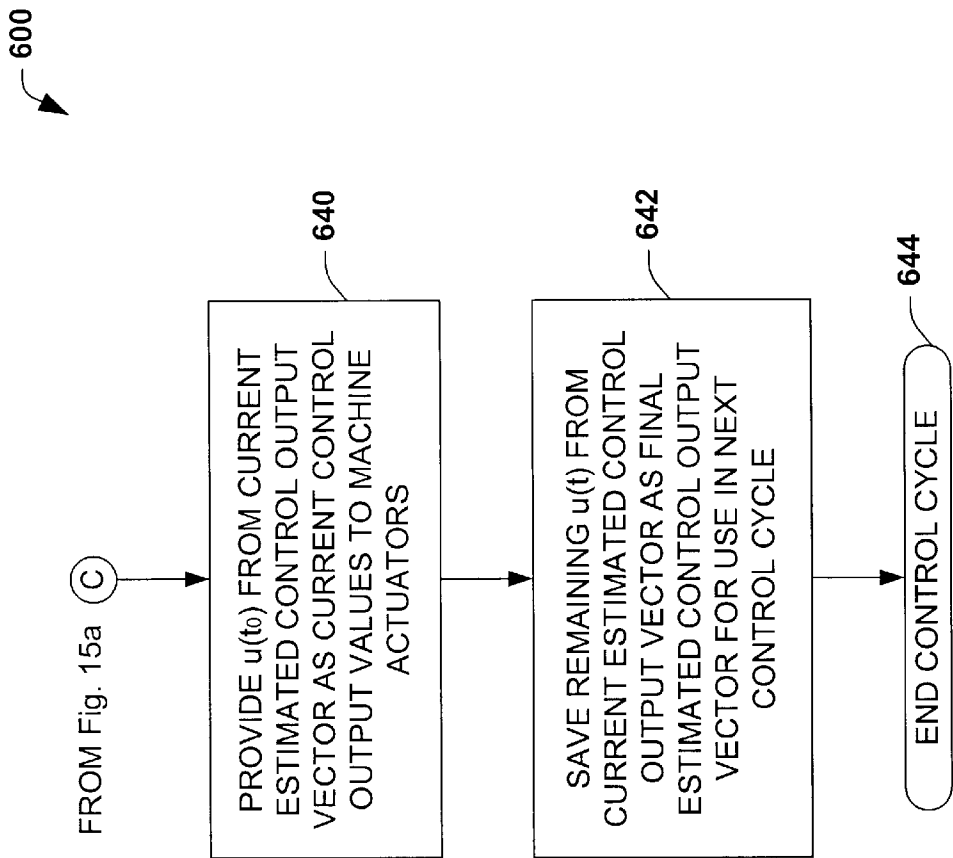 600
FROM Fig. 15a
C
PROVIDE u(t0) FROM CURRENT
ESTIMATED CONTROL OUTPUT
VECTOR AS CURRENT CONTROL
OUTPUT VALUES TO MACHINE
ACTUATORS
640
SAVE REMAINING u(t) FROM
CURRENT ESTIMATED CONTROL
OUTPUT VECTOR AS FINAL
ESTIMATED CONTROL OUTPUT
VECTOR FOR USE IN NEXT
CONTROL CYCLE
642
END CONTROL CYCLE
644